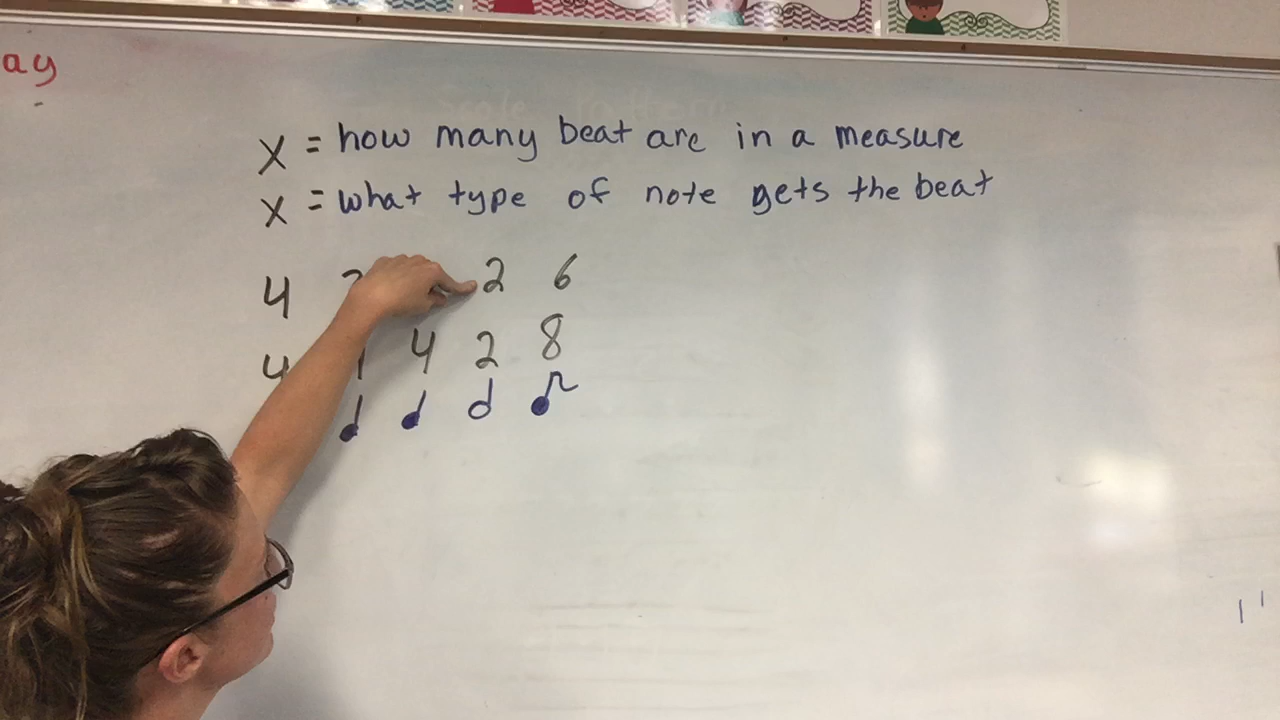 ay
X = how many beat are in a measure
X = what type of note gets the beat
4 2 6
4 4 2 8